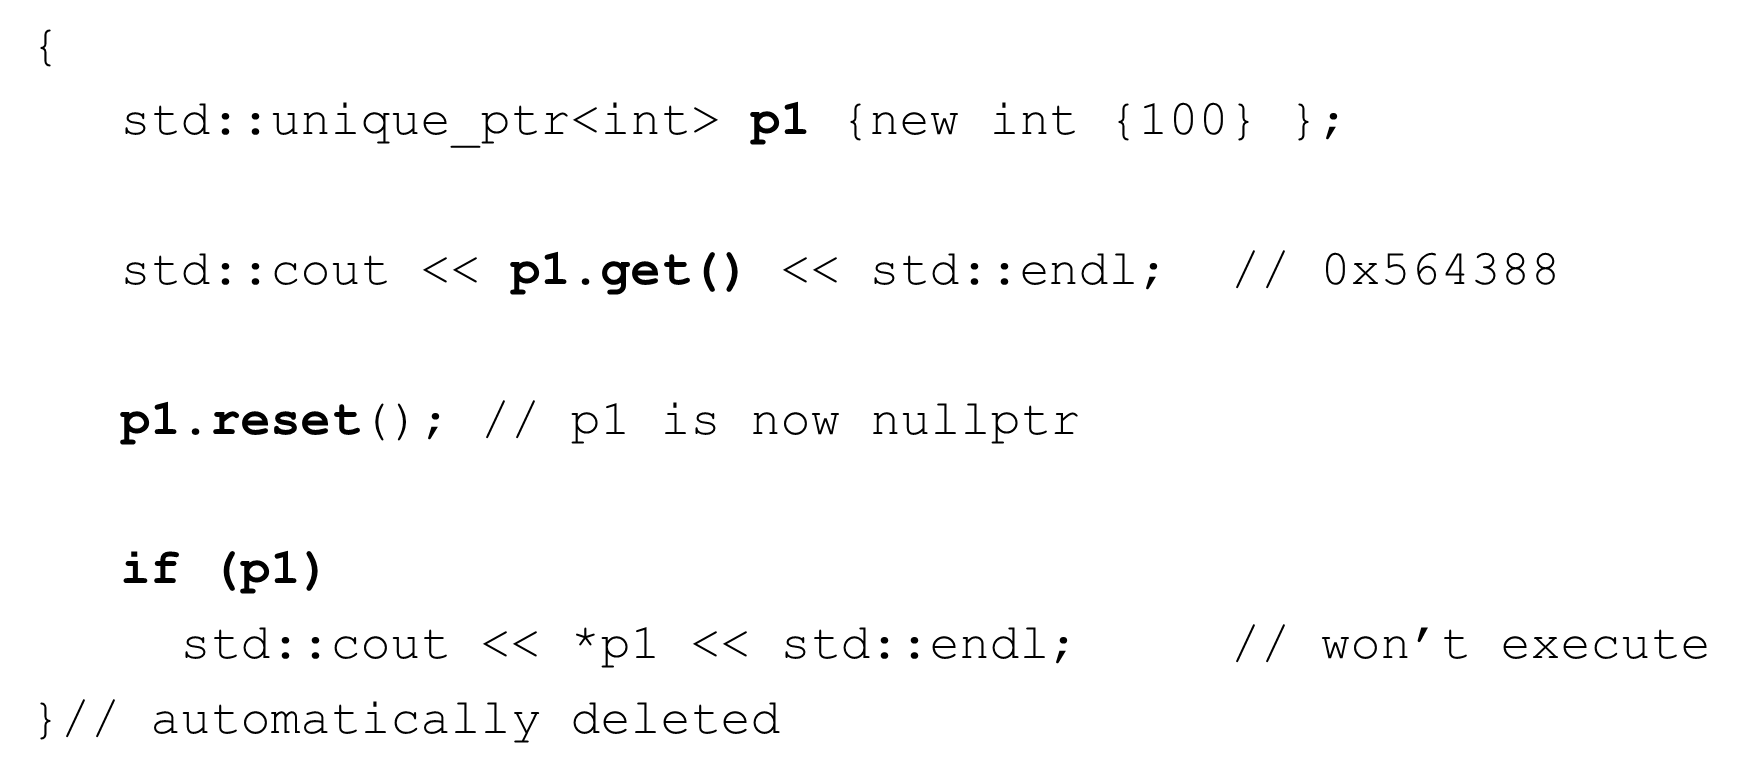 {
std::unique_ptr<int> p1 {new int {100} };
std::cout << p1.get() << std::endl; // 0x564388
p1.reset(); // p1 is now nullptr
if (p1)
std::cout << *p1 << std::endl; // won’t execute
}// automatically deleted